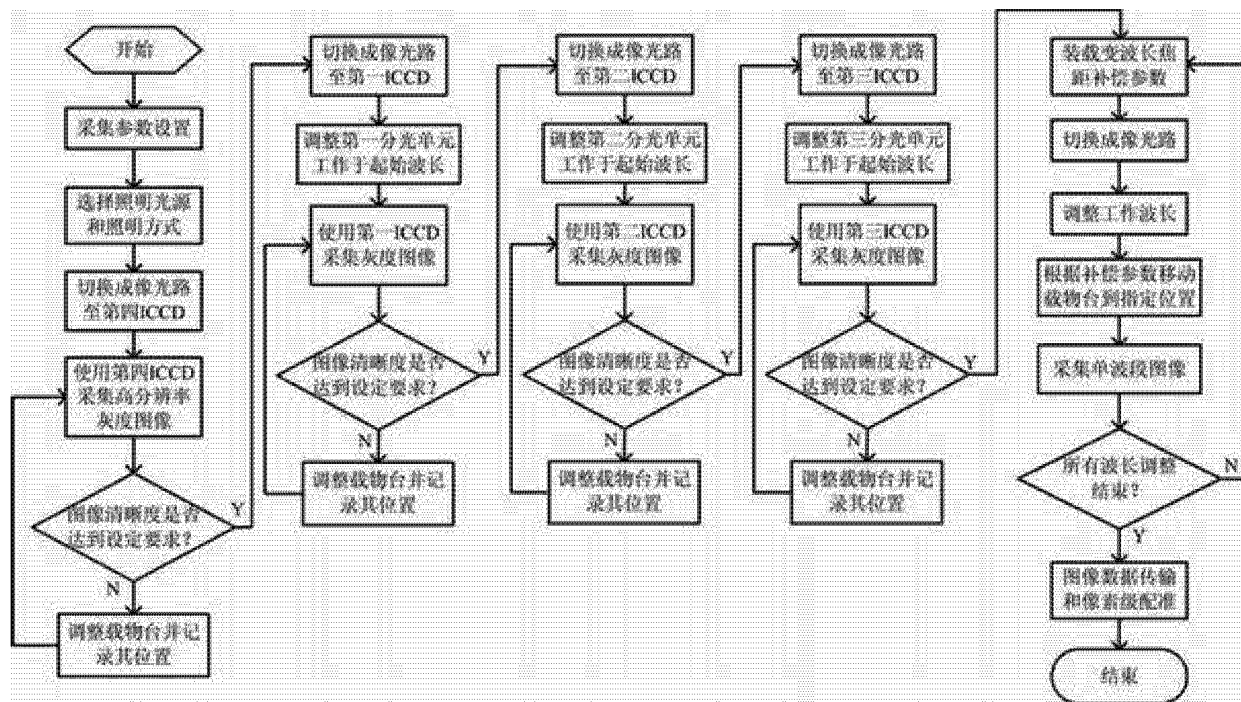 开始
采集参数设置
选择照明光源
和照明方式
切换成像光路
至第四ICCD
使用第四ICCD
采集高分辨率
灰度图像
图像清晰度是否
达到设定要求?
Y
N
调整载物台并记
录其位置
切换成像光路
至第一ICCD
调整第一分光单元
工作于起始波长
使用第一ICCD
采集灰度图像
图像清晰度是否
达到设定要求?
Y
N
调整载物台并记
录其位置
切换成像光路
至第二ICCD
调整第二分光单元
工作于起始波长
使用第二ICCD
采集灰度图像
图像清晰度是否
达到设定要求?
Y
N
调整载物台并记
录其位置
切换成像光路
至第三ICCD
调整第三分光单元
工作于起始波长
使用第三ICCD
采集灰度图像
图像清晰度是否
达到设定要求?
Y
N
调整载物台并记
录其位置
装载变波长焦
距补偿参数
切换成像光路
调整工作波长
根据补偿参数移动
载物台到指定位置
采集单波段图像
所有波长调整
结束?
N
Y
图像数据传输
和像素级配准
结束